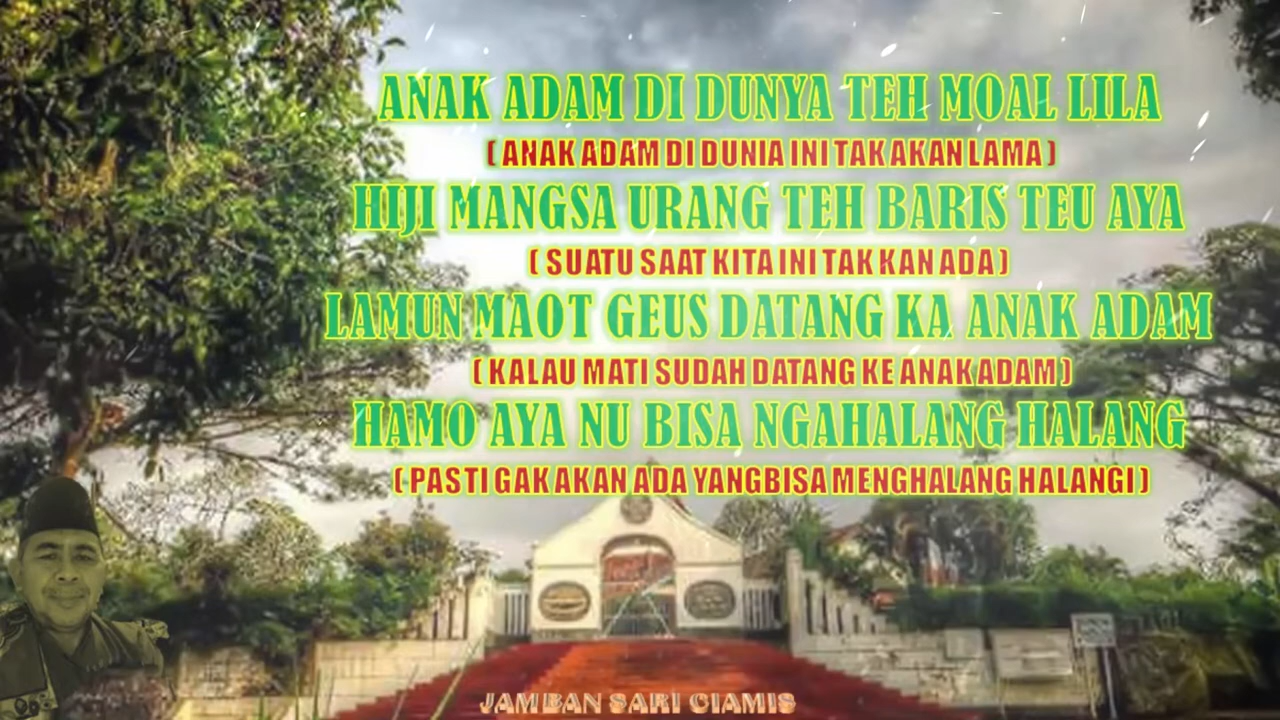 ANAK ADAM DI DUNYA TEH MOAL LILA
( ANAK ADAM DI DUNIA INI TAK AKAN LAMA )
HIJI MANGSA URANG TEH BARIS TEU AYA
( SUATU SAAT KITA INI TAK KAN ADA )
LAMUN MAOT GEUS DATANG KA ANAK ADAM
( KALAU MATI SUDAH DATANG KE ANAK ADAM )
HAMO AYA NU BISA NGAHALANG HALANG
( PASTI GAK AKAN ADA YANGBISA MENGHALANG HALANGI )
JAMBAN SARI CIAMIS